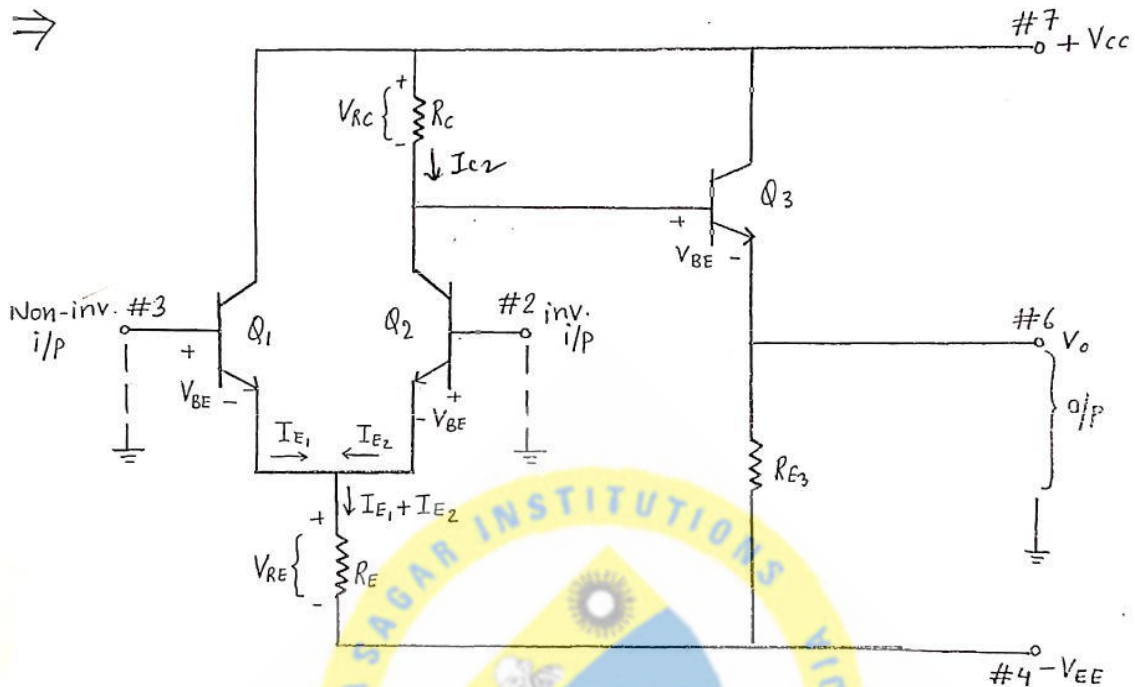 ⇒
#7
+ Vcc
+
VRC { RC
-
↓ Ic2
Q3
+
VBE -
Non-inv. #3
i/p
Q1
Q2
#2 inv.
i/p
+
VBE -
+
- VBE
#6
Vo
o/p
IE1
IE2
RE3
↓ IE1 + IE2
+
VRE { RE
-
SAGAR INSTITUTIONS
#4 -VEE